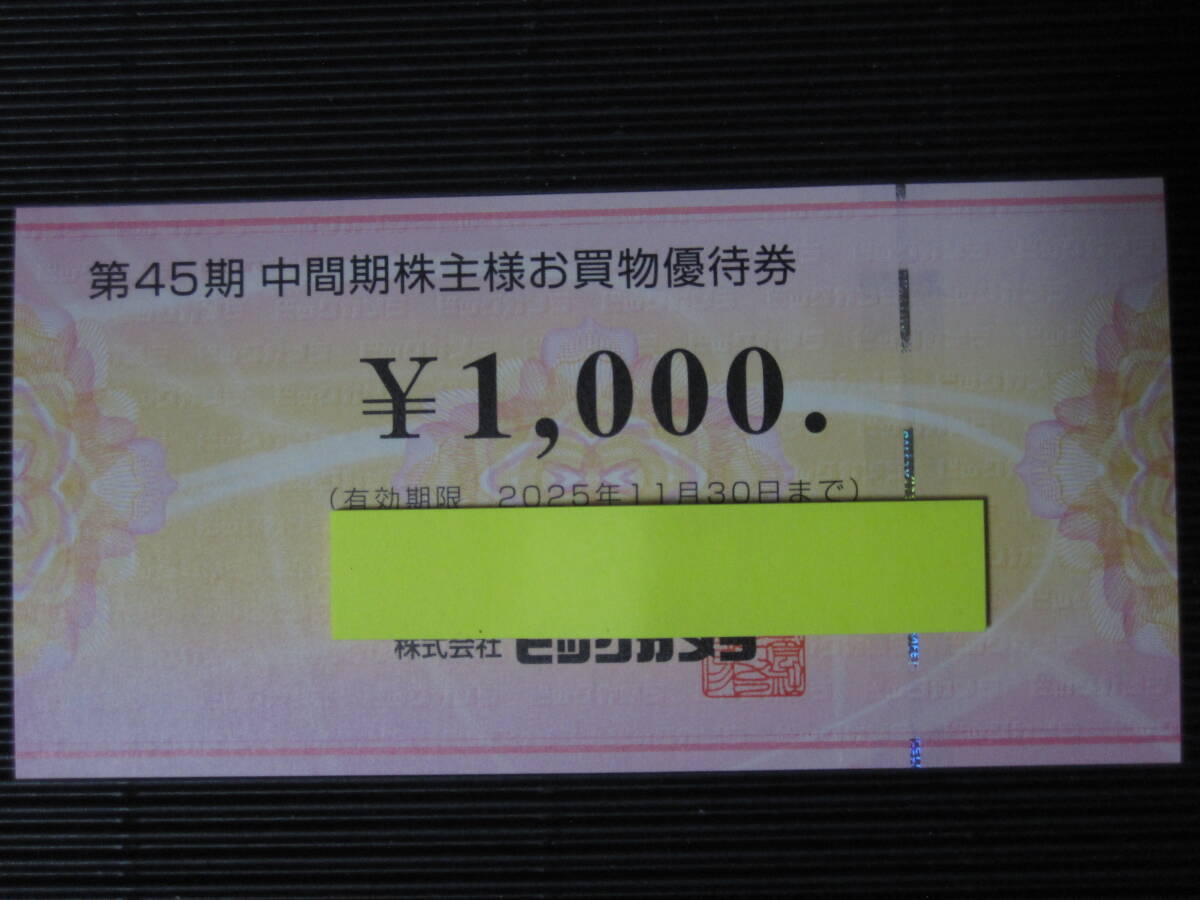 第45期 中間期株主様お買物優待券
¥1,000.
（有効期限　2025年11月30日まで）
株式会社 ビックカメラ